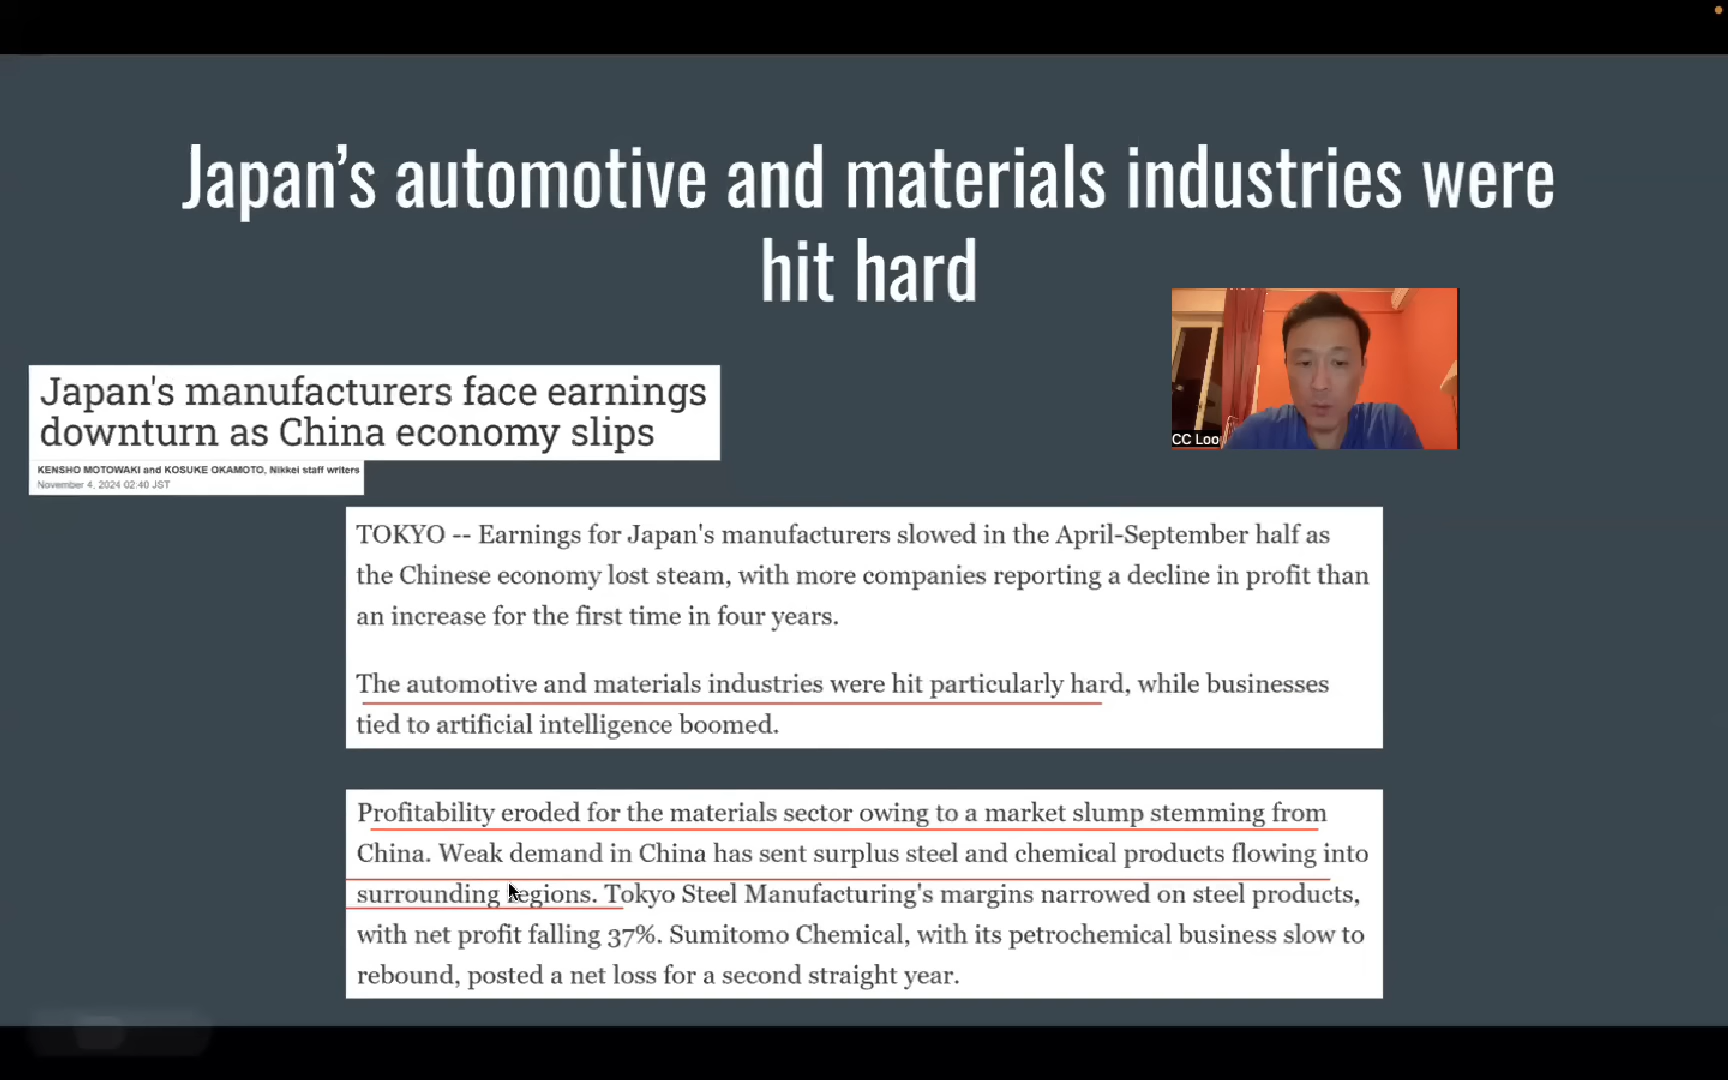 Japan’s automotive and materials industries were
hit hard
CC Loo
Japan's manufacturers face earnings
downturn as China economy slips
KENSHO MOTOWAKI and KOSUKE OKAMOTO, Nikkei staff writers
November 4, 2024 02:40 JST
TOKYO -- Earnings for Japan's manufacturers slowed in the April-September half as
the Chinese economy lost steam, with more companies reporting a decline in profit than
an increase for the first time in four years.
The automotive and materials industries were hit particularly hard, while businesses
tied to artificial intelligence boomed.
Profitability eroded for the materials sector owing to a market slump stemming from
China. Weak demand in China has sent surplus steel and chemical products flowing into
surrounding regions. Tokyo Steel Manufacturing's margins narrowed on steel products,
with net profit falling 37%. Sumitomo Chemical, with its petrochemical business slow to
rebound, posted a net loss for a second straight year.